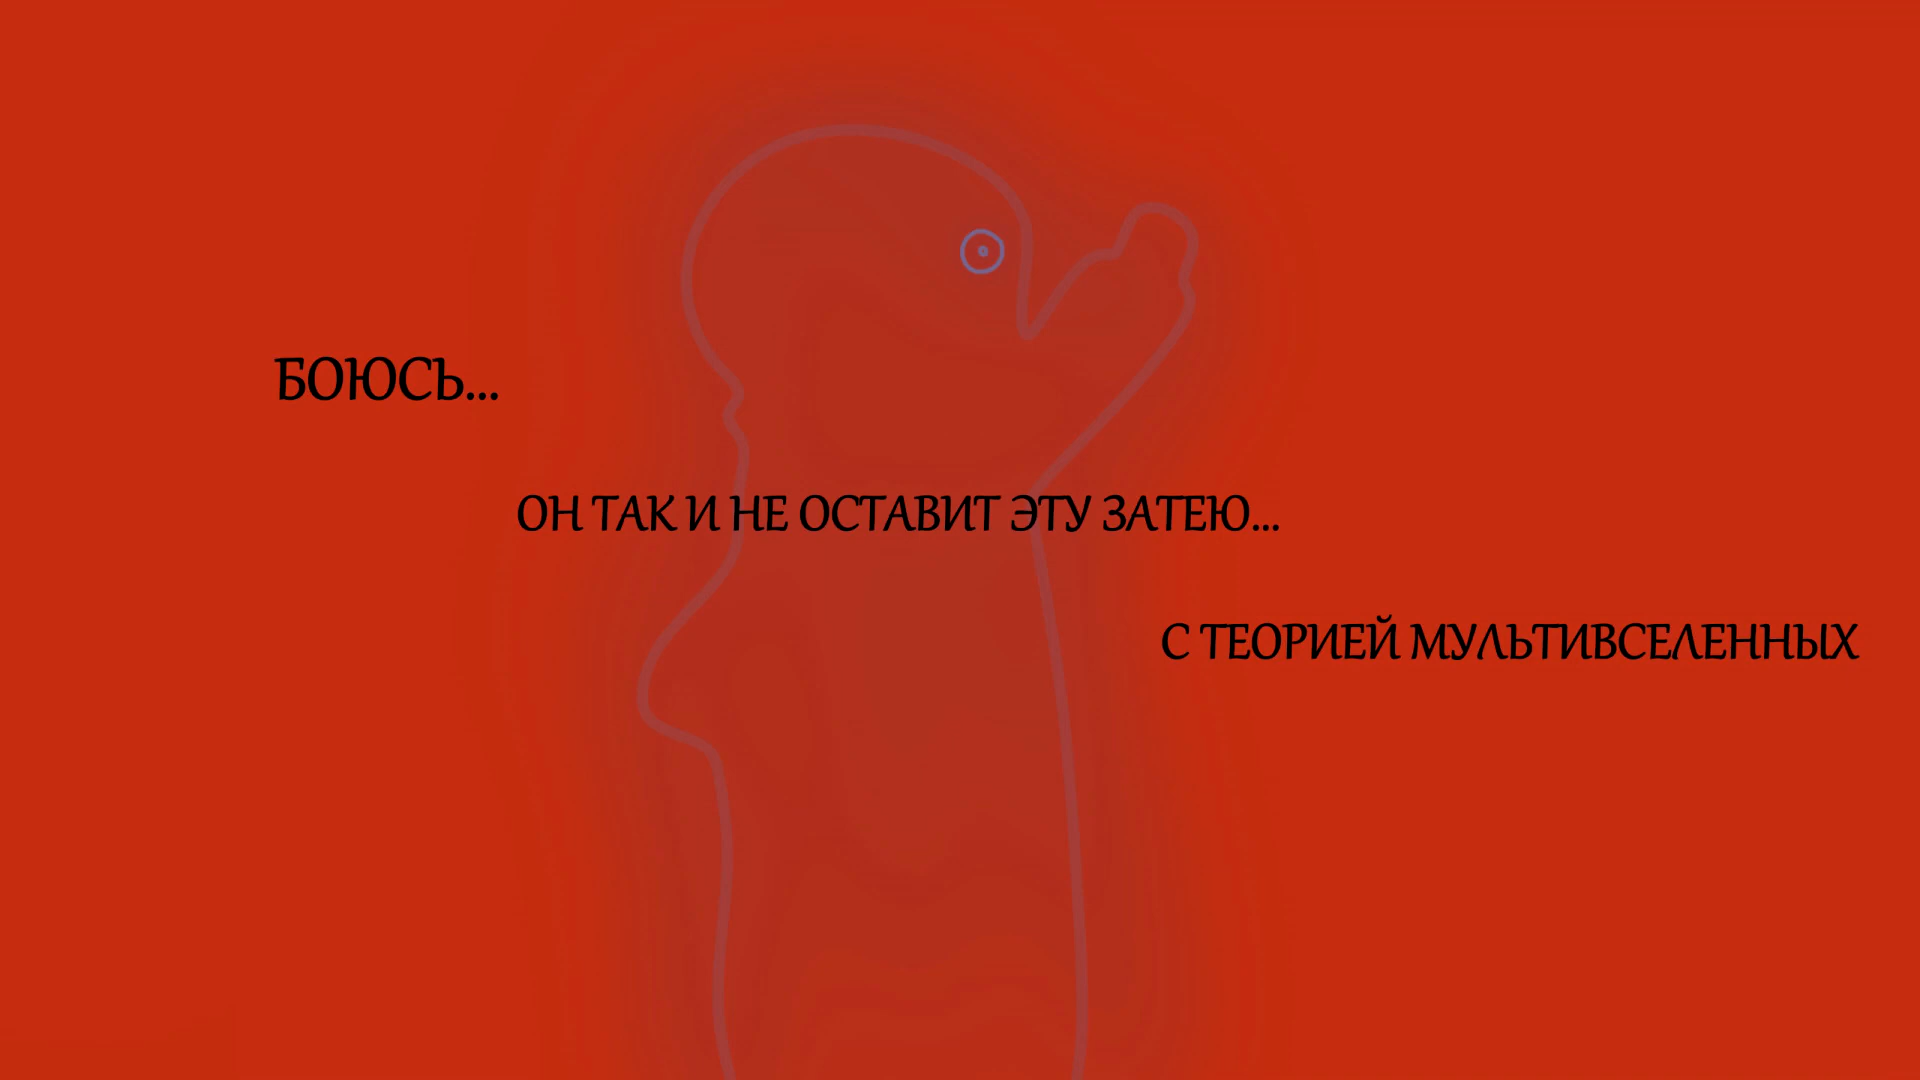 БОЮСЬ...
ОН ТАК И НЕ ОСТАВИТ ЭТУ ЗАТЕЮ...
С ТЕОРИЕЙ МУЛЬТИВСЕЛЕННЫХ